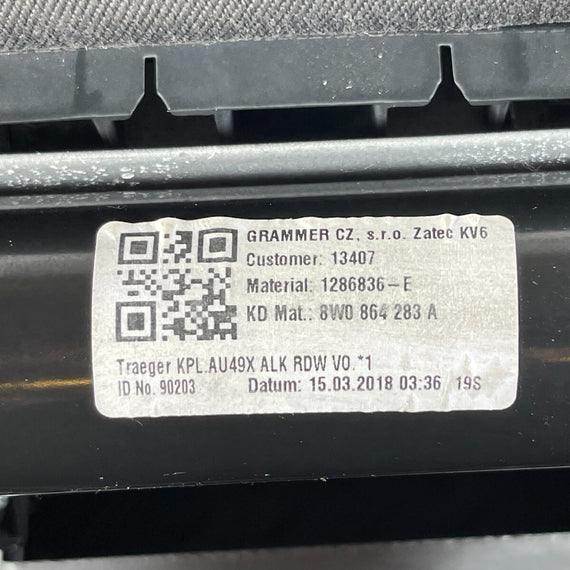 GRAMMER CZ, s.r.o. Zatec KV6
Customer: 13407
Material: 1286836-E
KD Mat.: 8W0 864 283 A
Traeger KPL.AU49X ALK RDW VO.*1
ID No. 90203 Datum: 15.03.2018 03:36 19S